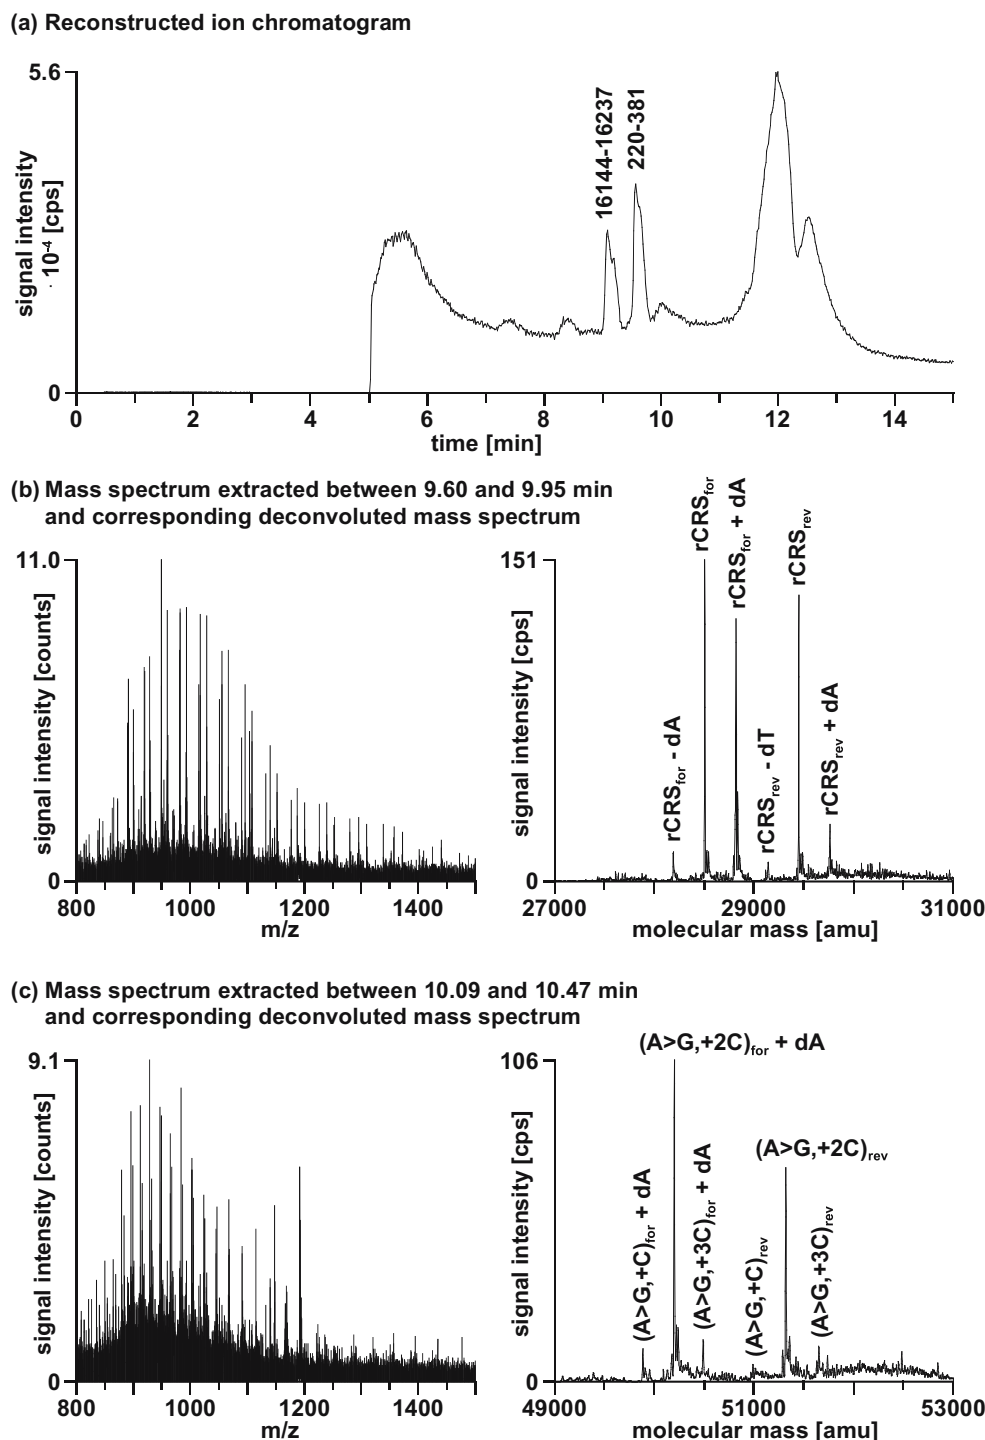 (a) Reconstructed ion chromatogram
5.6
0
signal intensity
· 10⁻⁴ [cps]
16144-16237
220-381
0 2 4 6 8 10 12 14
time [min]
(b) Mass spectrum extracted between 9.60 and 9.95 min
and corresponding deconvoluted mass spectrum
11.0
0
signal intensity [counts]
800 1000 1200 1400
m/z
151
0
signal intensity [cps]
rCRSfor - dA
rCRSfor
rCRSfor + dA
rCRSrev - dT
rCRSrev
rCRSrev + dA
27000 29000 31000
molecular mass [amu]
(c) Mass spectrum extracted between 10.09 and 10.47 min
and corresponding deconvoluted mass spectrum
9.1
0
signal intensity [counts]
800 1000 1200 1400
m/z
106
0
signal intensity [cps]
(A>G,+C)for + dA
(A>G,+2C)for + dA
(A>G,+3C)for + dA
(A>G,+C)rev
(A>G,+2C)rev
(A>G,+3C)rev
49000 51000 53000
molecular mass [amu]